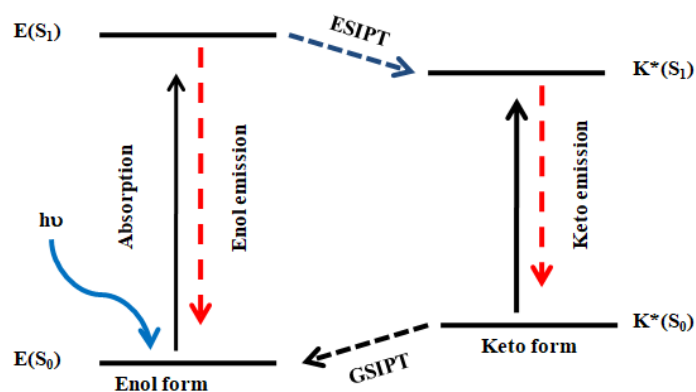 E(S₁)
ESIPT
K*(S₁)
Absorption
Enol emission
Keto emission
hυ
K*(S₀)
Keto form
GSIPT
E(S₀)
Enol form